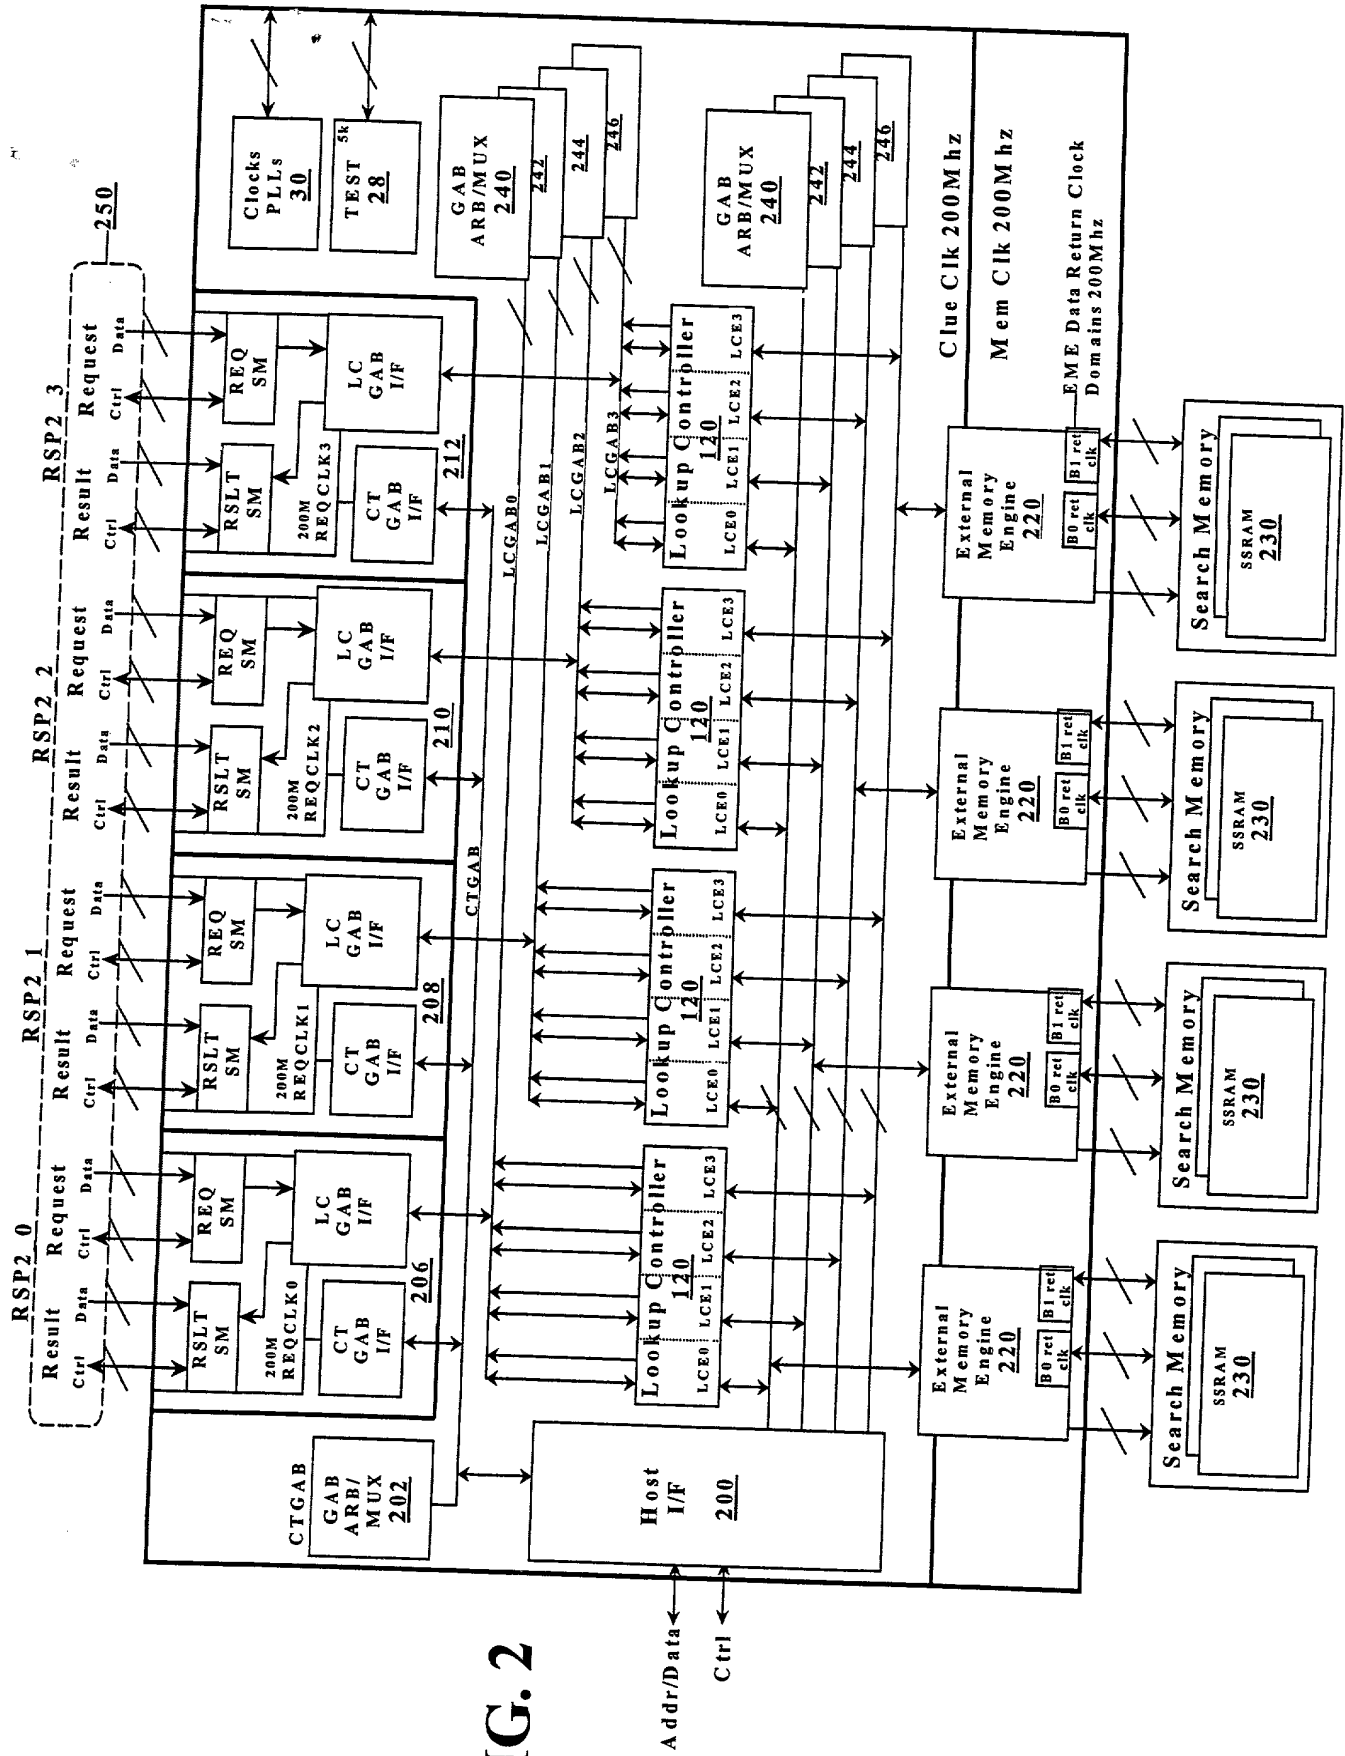 RSP2_0
RSP2_1
RSP2_2
RSP2_3
250
Result
Request
Result
Request
Result
Request
Result
Request
Ctrl
Data
Ctrl
Data
Ctrl
Data
Ctrl
Data
Ctrl
Data
Ctrl
Data
Ctrl
Data
Ctrl
Data
RSLT
SM
REQ
SM
200M
REQCLK0
LC
GAB
I/F
CT
GAB
I/F
206
RSLT
SM
REQ
SM
200M
REQCLK1
LC
GAB
I/F
CT
GAB
I/F
208
RSLT
SM
REQ
SM
200M
REQCLK2
LC
GAB
I/F
CT
GAB
I/F
210
RSLT
SM
REQ
SM
200M
REQCLK3
LC
GAB
I/F
CT
GAB
I/F
212
Clocks
PLLs
30
5k
TEST
28
CTGAB
GAB
ARB/
MUX
202
CTGAB
LCGAB0
LCGAB1
LCGAB2
LCGAB3
GAB
ARB/MUX
240
242
244
246
GAB
ARB/MUX
240
242
244
246
Host
I/F
200
Addr/Data
Ctrl
Lookup Controller
120
LCE0
LCE1
LCE2
LCE3
Lookup Controller
120
LCE0
LCE1
LCE2
LCE3
Lookup Controller
120
LCE0
LCE1
LCE2
LCE3
Lookup Controller
120
LCE0
LCE1
LCE2
LCE3
Clue Clk 200Mhz
Mem Clk 200Mhz
EME Data Return Clock
Domains 200Mhz
External
Memory
Engine
220
B0 ret
clk
B1 ret
clk
External
Memory
Engine
220
B0 ret
clk
B1 ret
clk
External
Memory
Engine
220
B0 ret
clk
B1 ret
clk
External
Memory
Engine
220
B0 ret
clk
B1 ret
clk
Search Memory
SSRAM
230
Search Memory
SSRAM
230
Search Memory
SSRAM
230
Search Memory
SSRAM
230
IG. 2